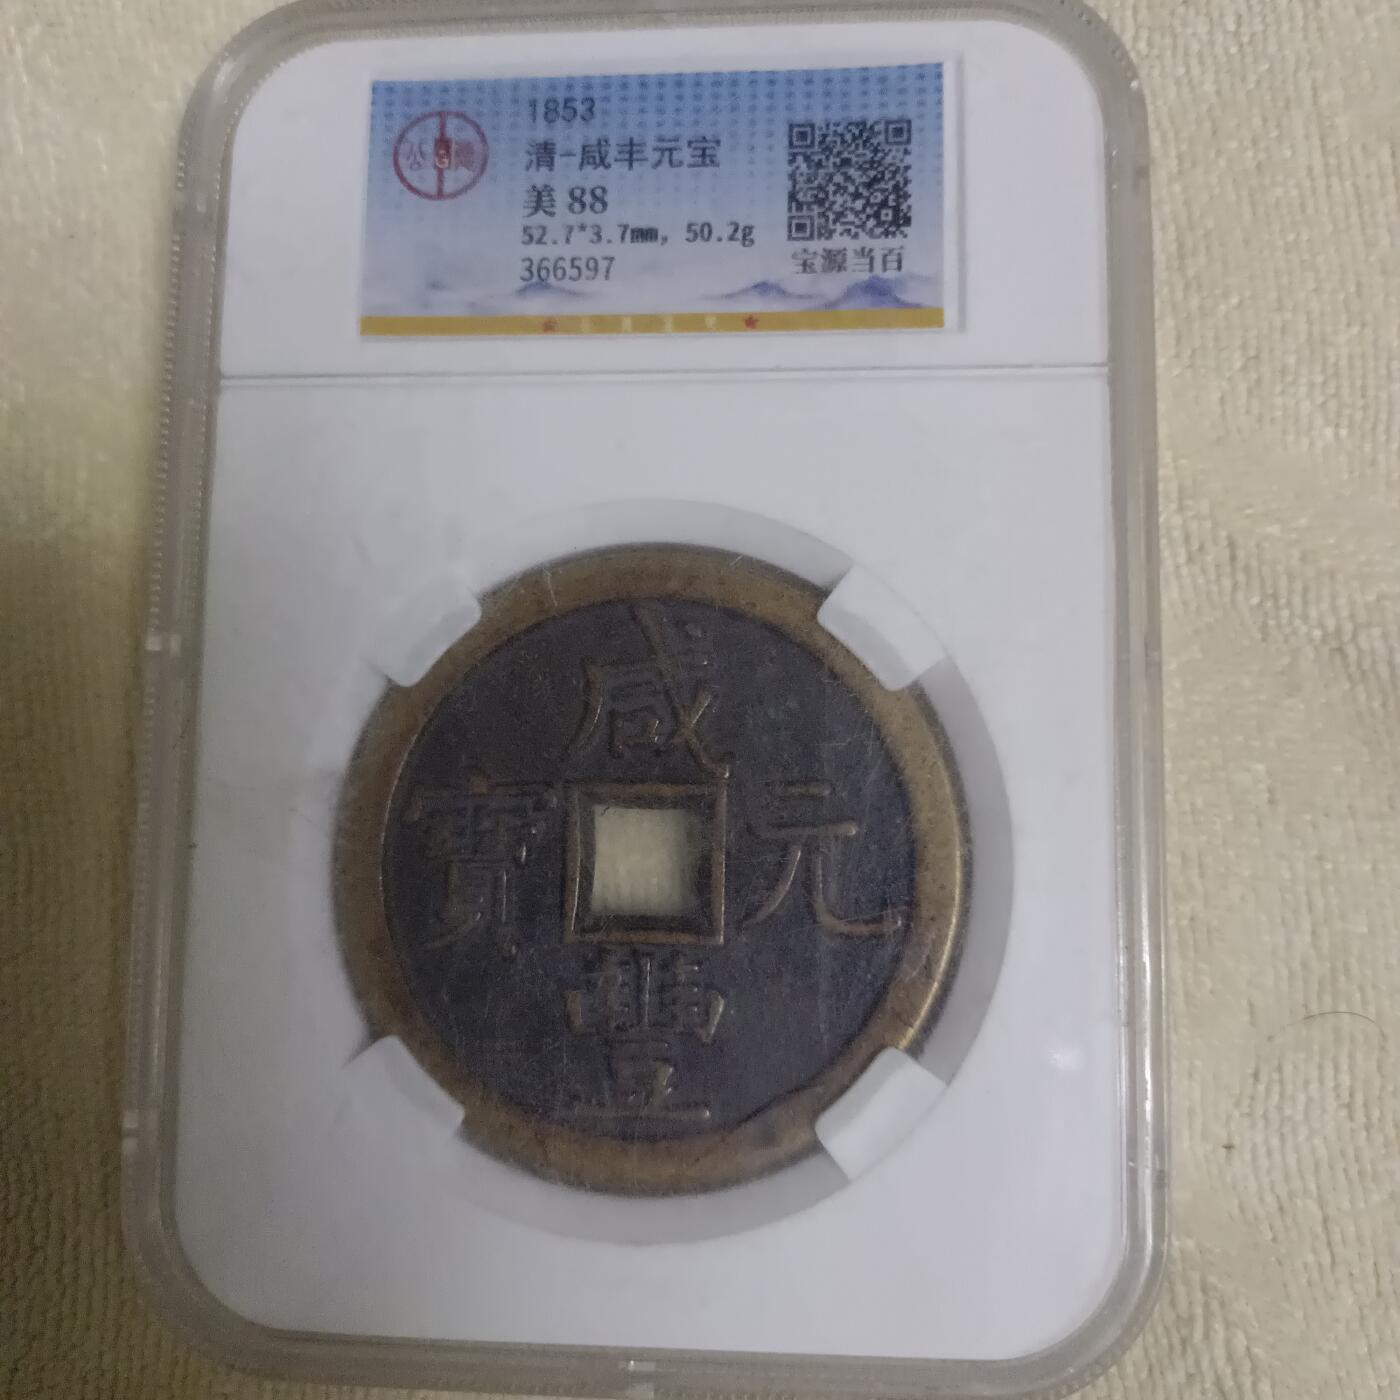 公
1853
清-咸丰元宝
美 88
52.7*3.7mm, 50.2g
366597
宝源当百
咸
寶 元
豐